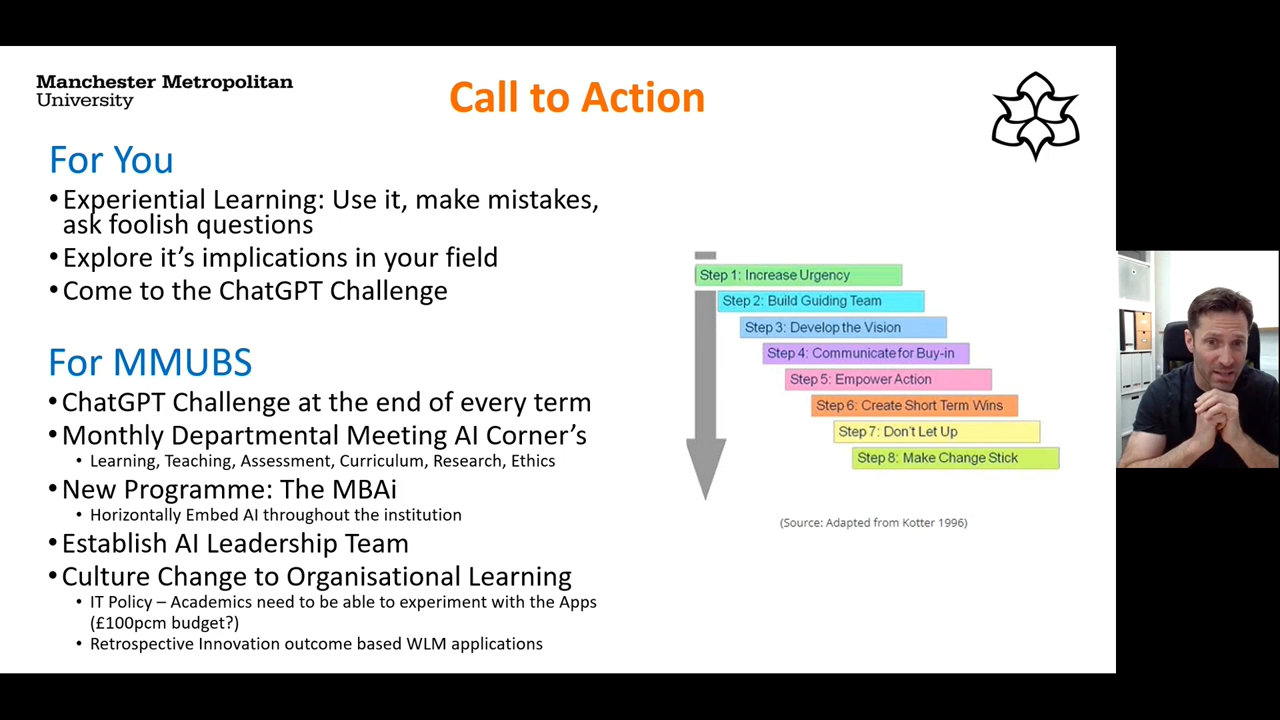 Manchester Metropolitan
University
Call to Action
For You
•Experiential Learning: Use it, make mistakes,
ask foolish questions
•Explore it's implications in your field
•Come to the ChatGPT Challenge
For MMUBS
•ChatGPT Challenge at the end of every term
•Monthly Departmental Meeting AI Corner's
• Learning, Teaching, Assessment, Curriculum, Research, Ethics
•New Programme: The MBAi
• Horizontally Embed AI throughout the institution
•Establish AI Leadership Team
•Culture Change to Organisational Learning
• IT Policy – Academics need to be able to experiment with the Apps
(£100pcm budget?)
• Retrospective Innovation outcome based WLM applications
Step 1: Increase Urgency
Step 2: Build Guiding Team
Step 3: Develop the Vision
Step 4: Communicate for Buy-in
Step 5: Empower Action
Step 6: Create Short Term Wins
Step 7: Don't Let Up
Step 8: Make Change Stick
(Source: Adapted from Kotter 1996)